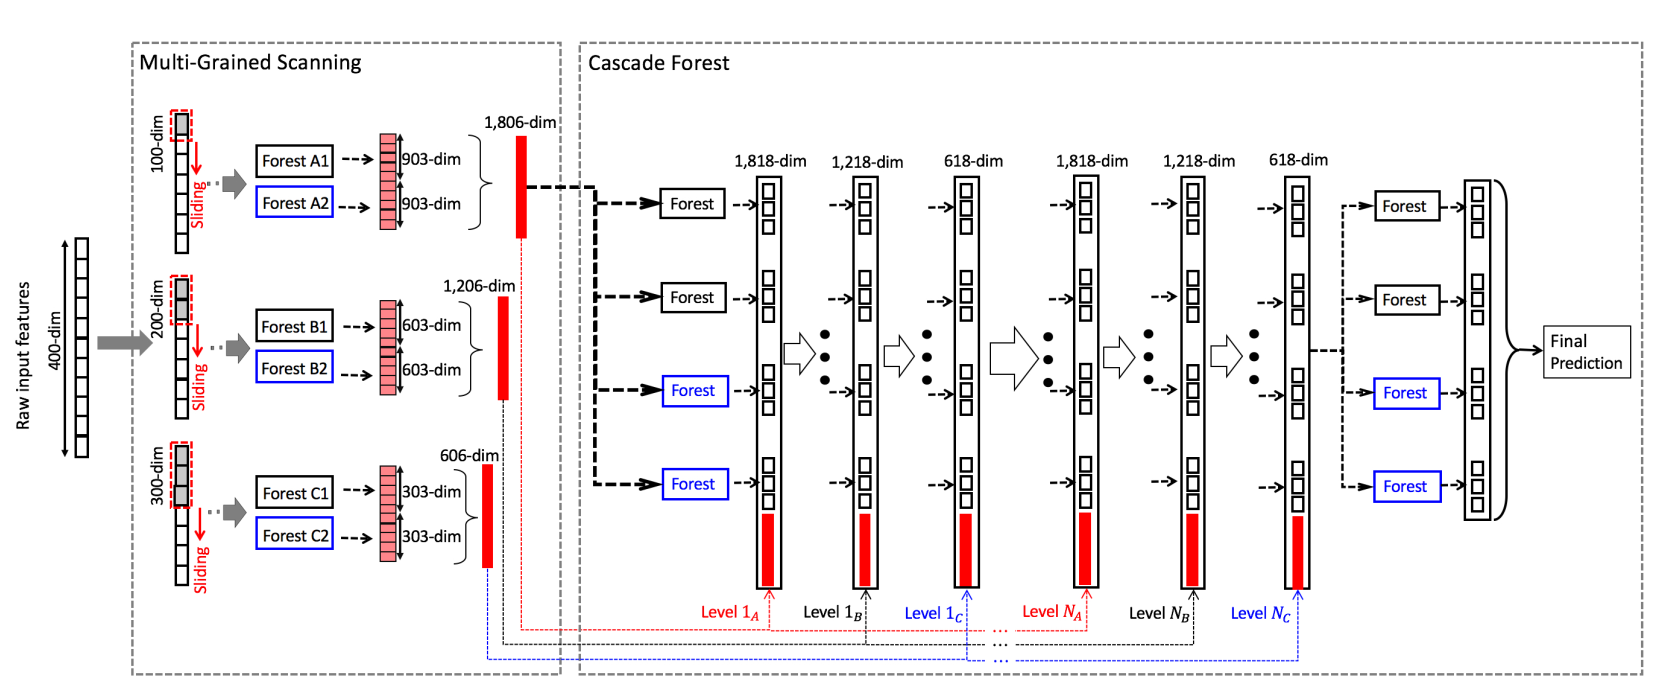 Multi-Grained Scanning
Cascade Forest
Raw input features
400-dim
100-dim
Sliding
Forest A1
Forest A2
903-dim
903-dim
1,806-dim
200-dim
Sliding
Forest B1
Forest B2
603-dim
603-dim
1,206-dim
300-dim
Sliding
Forest C1
Forest C2
303-dim
303-dim
606-dim
Forest
Forest
Forest
Forest
1,818-dim
1,218-dim
618-dim
1,818-dim
1,218-dim
618-dim
Level 1A
Level 1B
Level 1C
Level NA
Level NB
Level NC
...
...
...
Forest
Forest
Forest
Forest
Final
Prediction